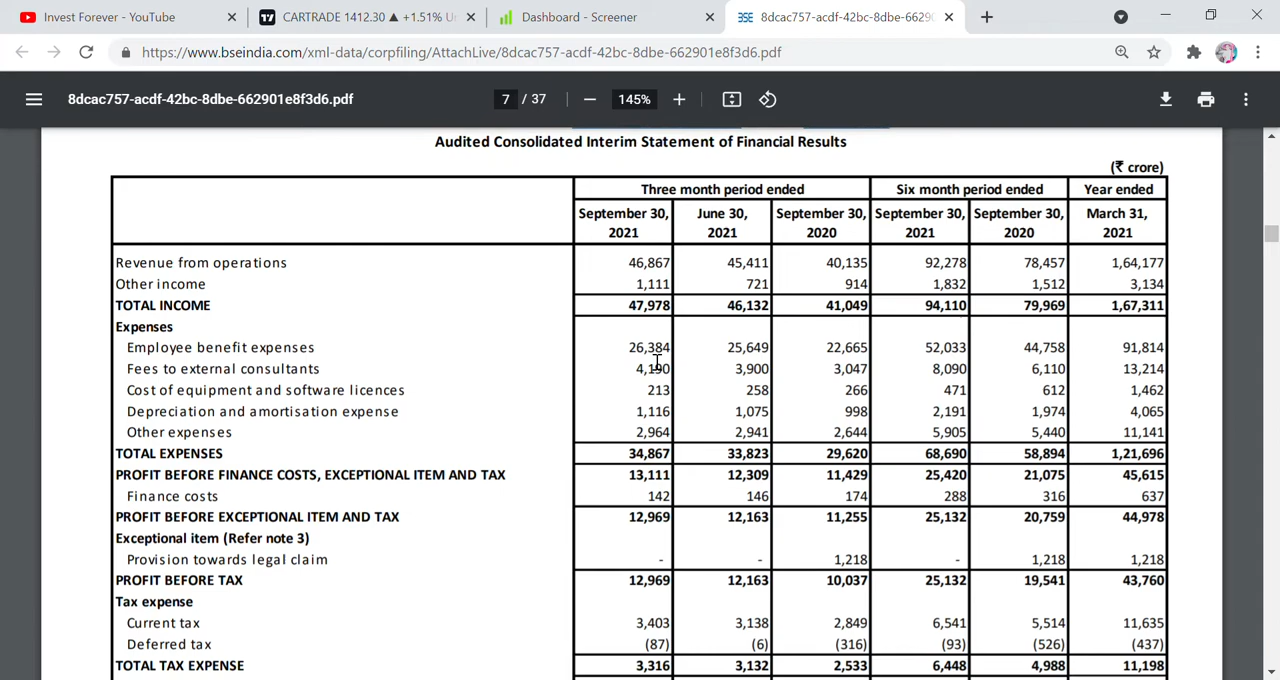 Invest Forever - YouTube
CARTRADE 1412.30 ▲ +1.51% U
Dashboard - Screener
BSE 8dcac757-acdf-42bc-8dbe-6629
https://www.bseindia.com/xml-data/corpfiling/AttachLive/8dcac757-acdf-42bc-8dbe-662901e8f3d6.pdf
8dcac757-acdf-42bc-8dbe-662901e8f3d6.pdf 7 / 37 145%
Audited Consolidated Interim Statement of Financial Results
(₹ crore)
Three month period ended Six month period ended Year ended
September 30, June 30, September 30, September 30, September 30, March 31,
2021 2021 2020 2021 2020 2021
Revenue from operations 46,867 45,411 40,135 92,278 78,457 1,64,177
Other income 1,111 721 914 1,832 1,512 3,134
TOTAL INCOME 47,978 46,132 41,049 94,110 79,969 1,67,311
Expenses
Employee benefit expenses 26,384 25,649 22,665 52,033 44,758 91,814
Fees to external consultants 4,190 3,900 3,047 8,090 6,110 13,214
Cost of equipment and software licences 213 258 266 471 612 1,462
Depreciation and amortisation expense 1,116 1,075 998 2,191 1,974 4,065
Other expenses 2,964 2,941 2,644 5,905 5,440 11,141
TOTAL EXPENSES 34,867 33,823 29,620 68,690 58,894 1,21,696
PROFIT BEFORE FINANCE COSTS, EXCEPTIONAL ITEM AND TAX 13,111 12,309 11,429 25,420 21,075 45,615
Finance costs 142 146 174 288 316 637
PROFIT BEFORE EXCEPTIONAL ITEM AND TAX 12,969 12,163 11,255 25,132 20,759 44,978
Exceptional item (Refer note 3)
Provision towards legal claim - - 1,218 - 1,218 1,218
PROFIT BEFORE TAX 12,969 12,163 10,037 25,132 19,541 43,760
Tax expense
Current tax 3,403 3,138 2,849 6,541 5,514 11,635
Deferred tax (87) (6) (316) (93) (526) (437)
TOTAL TAX EXPENSE 3,316 3,132 2,533 6,448 4,988 11,198